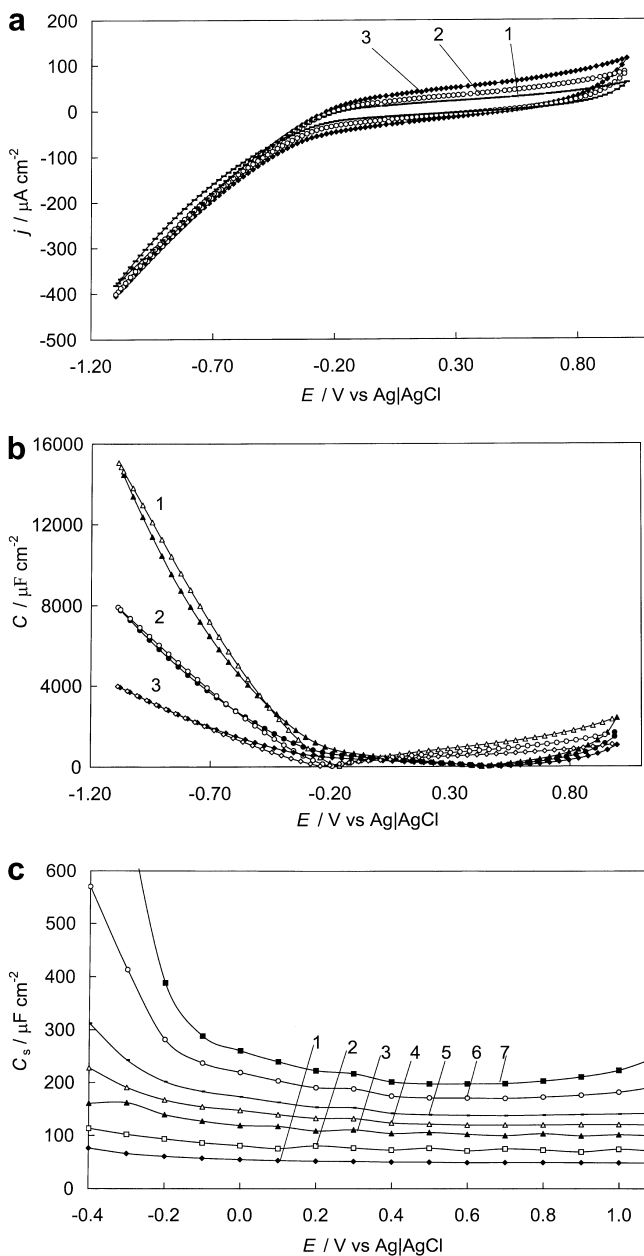 a
200
100
0
-100
-200
-300
-400
-500
j / μA cm-2
3 2 1
-1.20 -0.70 -0.20 0.30 0.80
E / V vs Ag|AgCl
b
16000
12000
8000
4000
0
C / μF cm-2
1
2
3
-1.20 -0.70 -0.20 0.30 0.80
E / V vs Ag|AgCl
c
600
500
400
300
200
100
0
Cs / μF cm-2
1 2 3 4 5 6 7
-0.4 -0.2 0.0 0.2 0.4 0.6 0.8 1.0
E / V vs Ag|AgCl